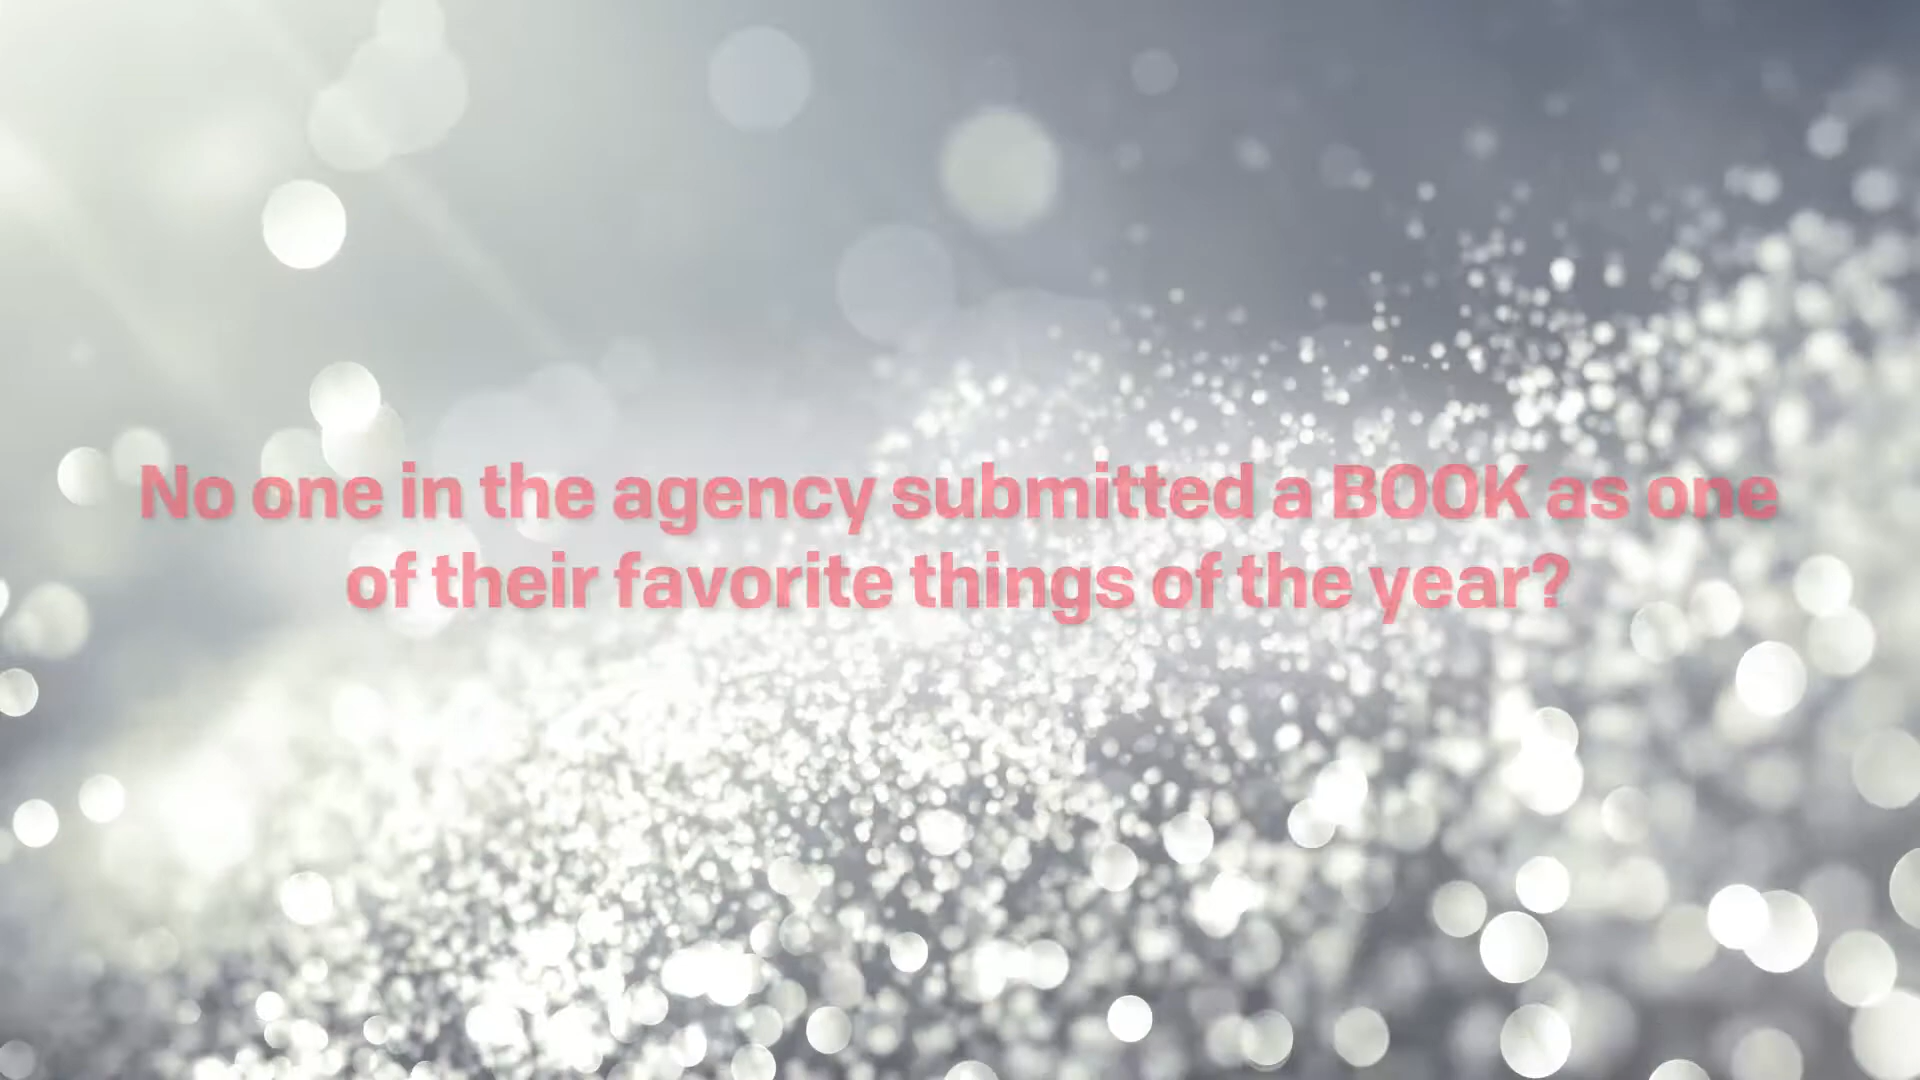 No one in the agency submitted a BOOK as one
of their favorite things of the year?